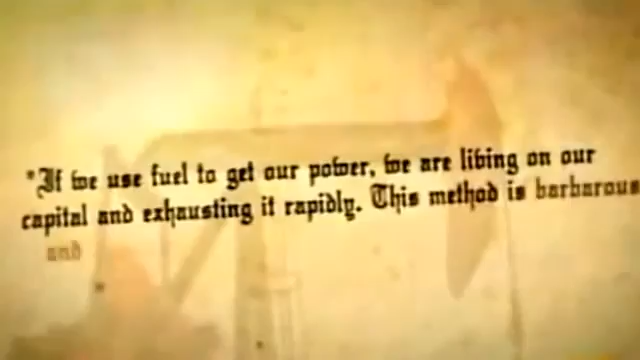 "If we use fuel to get our power, we are living on our
capital and exhausting it rapidly. This method is barbarous
and